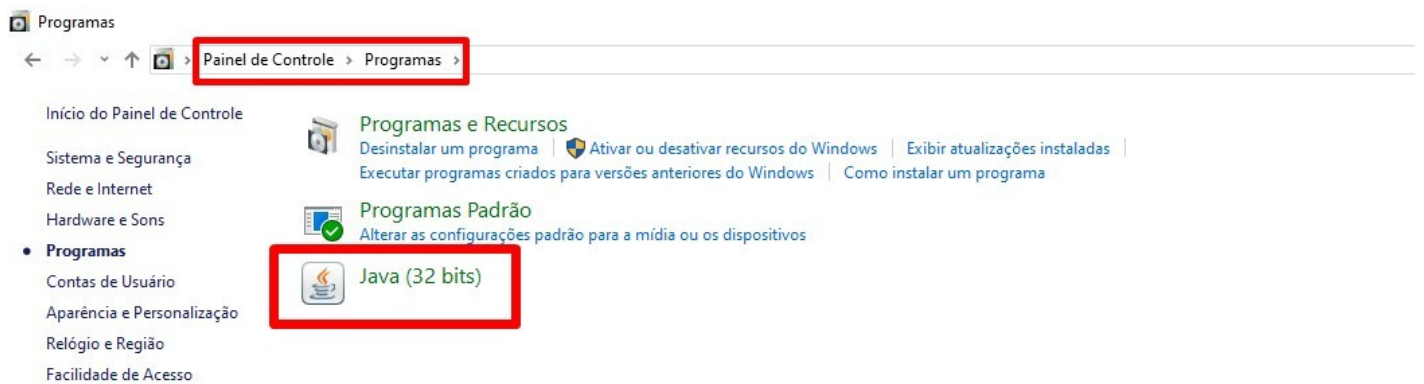 Programas
Painel de Controle > Programas >
Início do Painel de Controle
Sistema e Segurança
Rede e Internet
Hardware e Sons
Programas
Contas de Usuário
Aparência e Personalização
Relógio e Região
Facilidade de Acesso
Programas e Recursos
Desinstalar um programa | Ativar ou desativar recursos do Windows | Exibir atualizações instaladas |
Executar programas criados para versões anteriores do Windows | Como instalar um programa
Programas Padrão
Alterar as configurações padrão para a mídia ou os dispositivos
Java (32 bits)